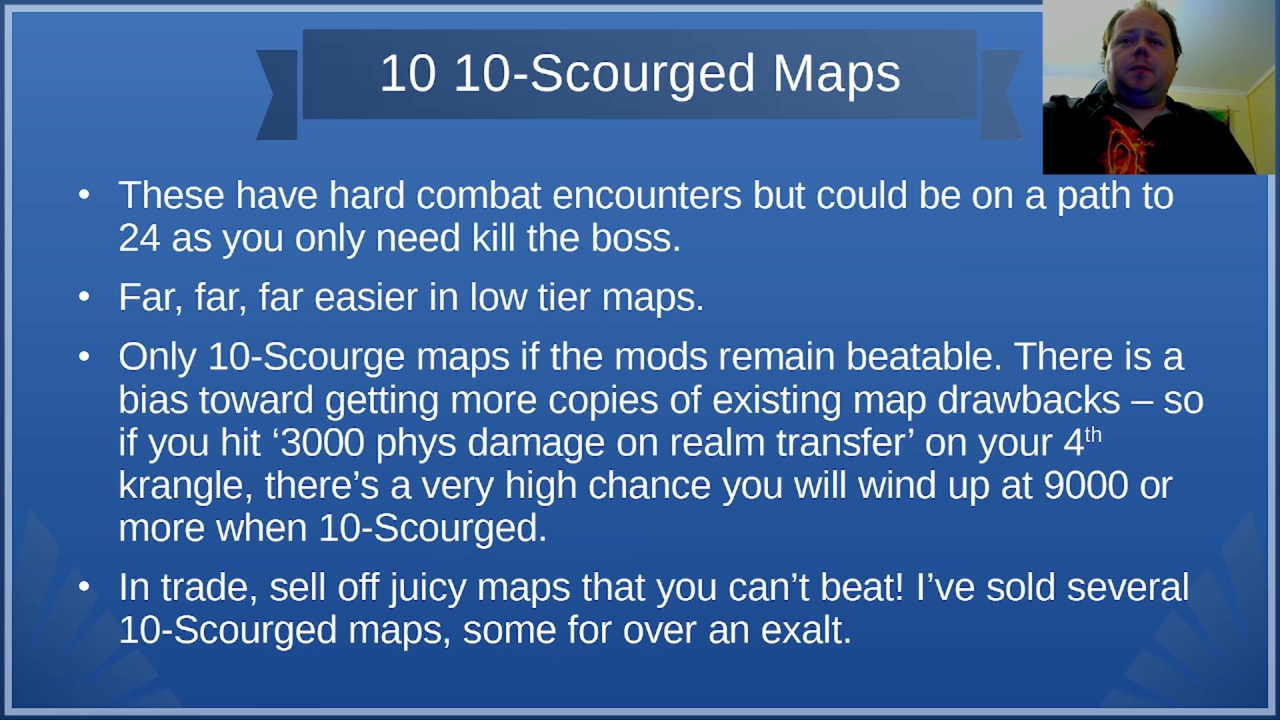 10 10-Scourged Maps
• These have hard combat encounters but could be on a path to
24 as you only need kill the boss.
• Far, far, far easier in low tier maps.
• Only 10-Scourge maps if the mods remain beatable. There is a
bias toward getting more copies of existing map drawbacks – so
if you hit ‘3000 phys damage on realm transfer’ on your 4th
krangle, there’s a very high chance you will wind up at 9000 or
more when 10-Scourged.
• In trade, sell off juicy maps that you can’t beat! I’ve sold several
10-Scourged maps, some for over an exalt.